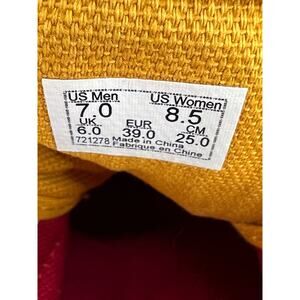 US Men US Women
7.0 8.5
UK EUR CM
6.0 39.0 25.0
721278 Made in China
Fabriqué en Chine